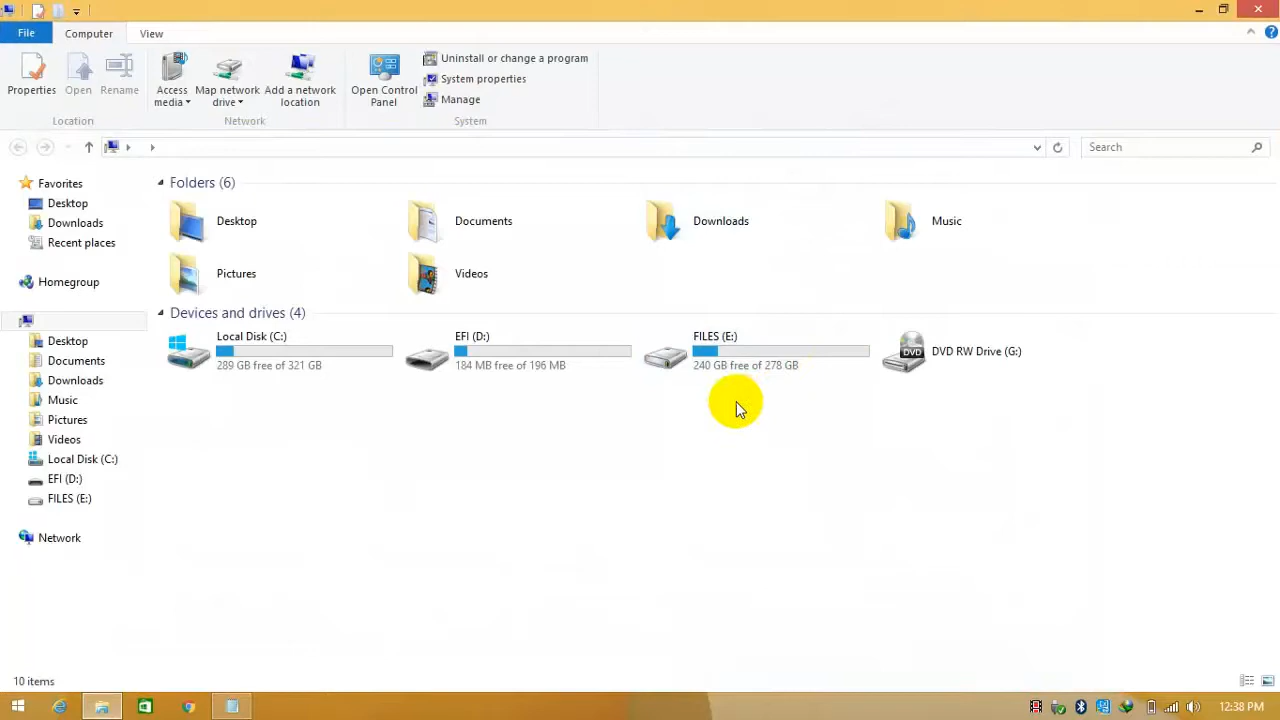 File Computer View
Properties Open Rename Access media Map network drive Add a network location Open Control Panel Uninstall or change a program
System properties
Manage
Location Network System
Search
Favorites
Desktop
Downloads
Recent places
Homegroup
Desktop
Documents
Downloads
Music
Pictures
Videos
Local Disk (C:)
EFI (D:)
FILES (E:)
Network
Folders (6)
Desktop Documents Downloads Music
Pictures Videos
Devices and drives (4)
Local Disk (C:) EFI (D:) FILES (E:)
DVD DVD RW Drive (G:)
289 GB free of 321 GB 184 MB free of 196 MB 240 GB free of 278 GB
10 items
12:38 PM